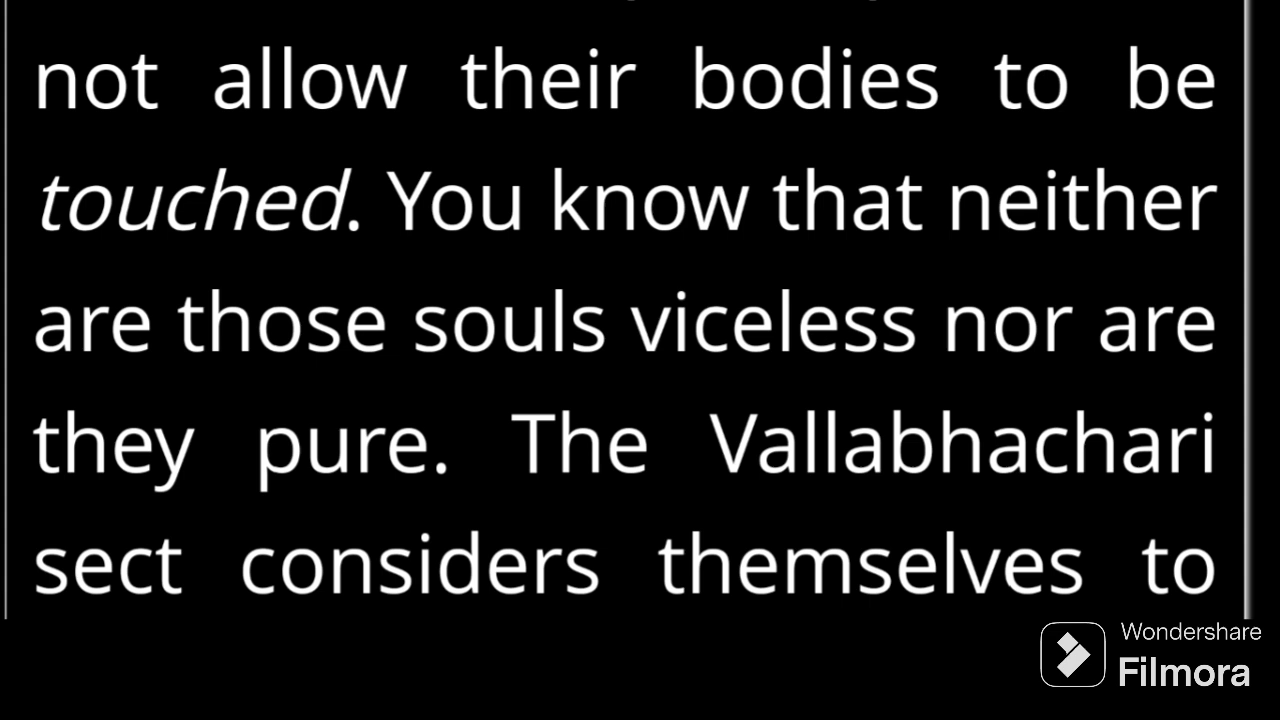 not allow their bodies to be
touched. You know that neither
are those souls viceless nor are
they pure. The Vallabhachari
sect considers themselves to
Wondershare
Filmora